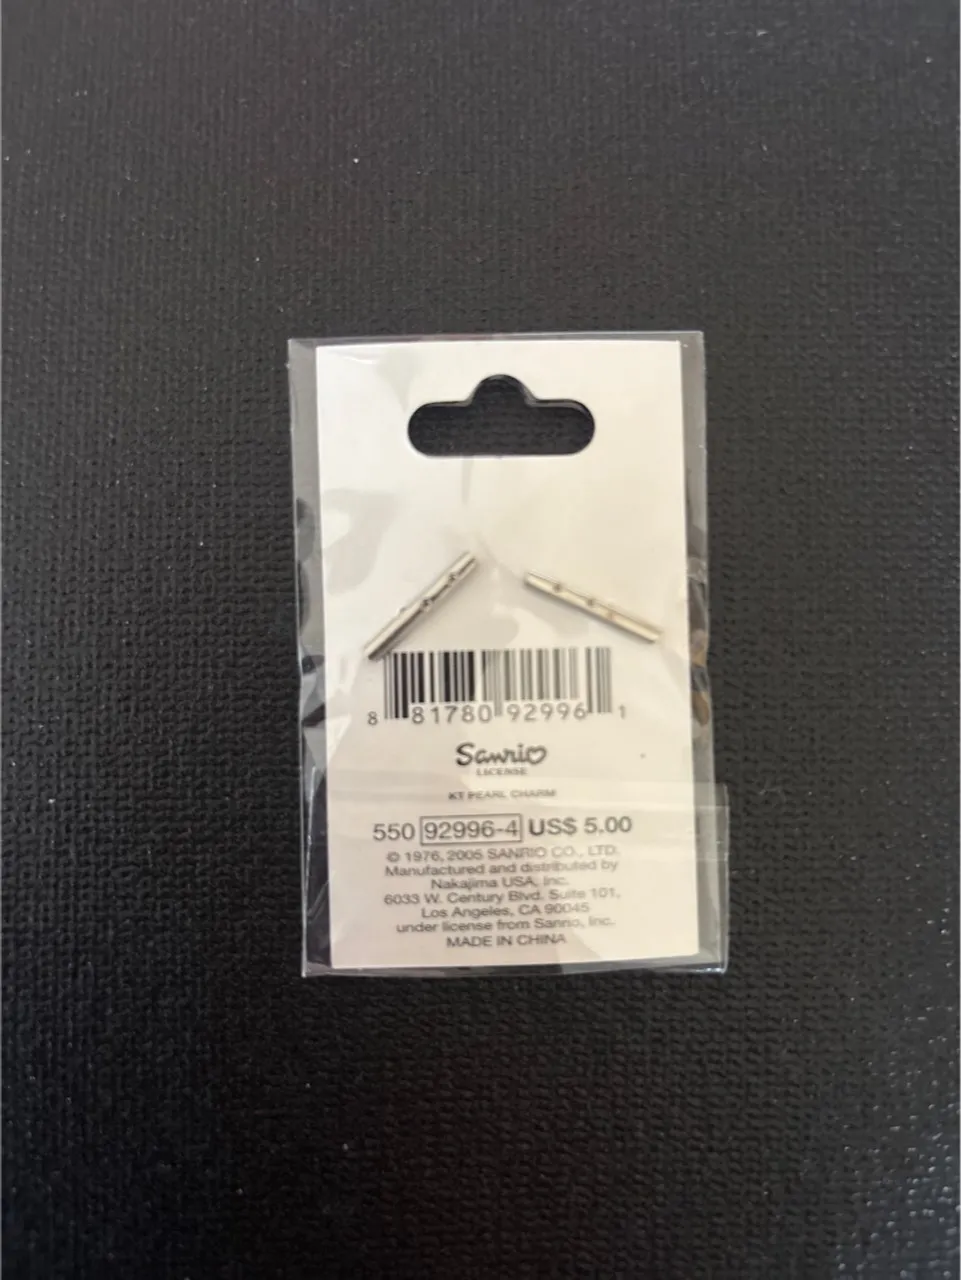 8 81780 92996 1
Sanrio
LICENSE
KT PEARL CHARM
550 92996-4 US$ 5.00
© 1976, 2005 SANRIO CO., LTD.
Manufactured and distributed by
Nakajima USA, Inc.
6033 W. Century Blvd. Suite 101,
Los Angeles, CA 90045
under license from Sanrio, Inc.
MADE IN CHINA